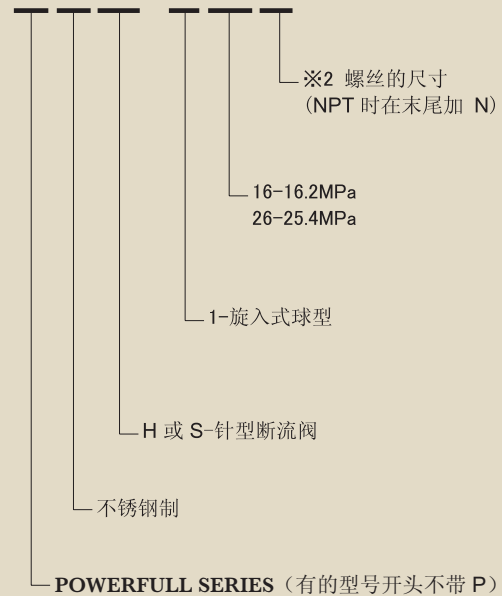 ※2 螺丝的尺寸
(NPT 时在末尾加 N)
16-16.2MPa
26-25.4MPa
1-旋入式球型
H 或 S-针型断流阀
不锈钢制
POWERFULL SERIES（有的型号开头不带 P）